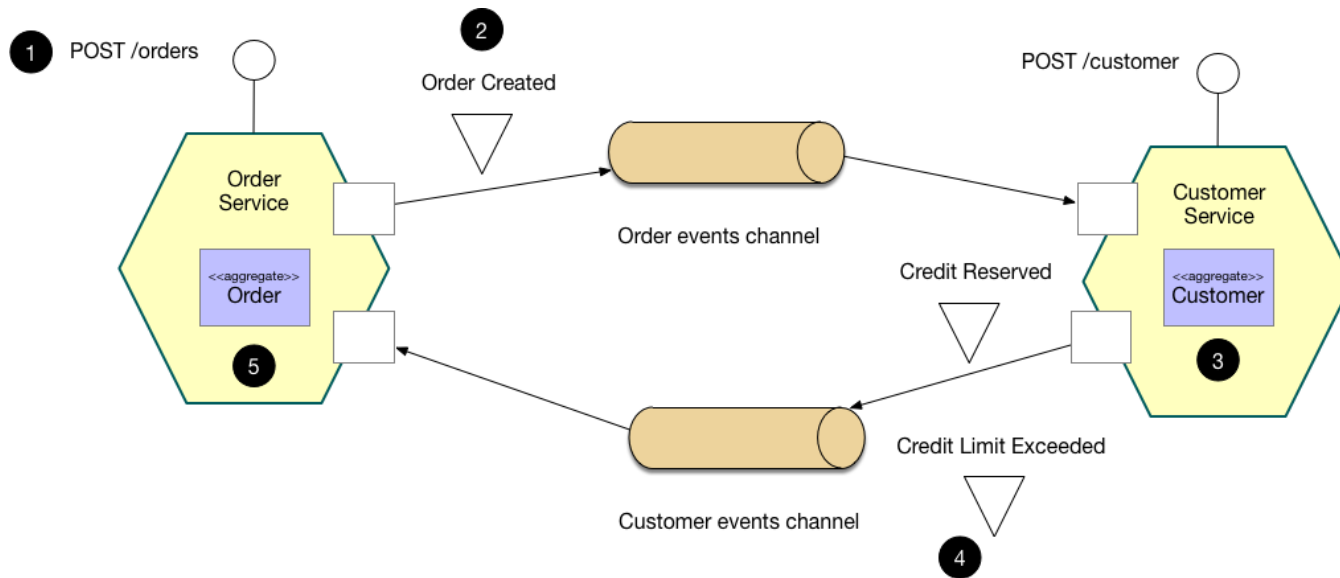 1
POST /orders
2
Order Created
POST /customer
Order
Service
<<aggregate>>
Order
5
Order events channel
Customer
Service
<<aggregate>>
Customer
3
Credit Reserved
Credit Limit Exceeded
4
Customer events channel